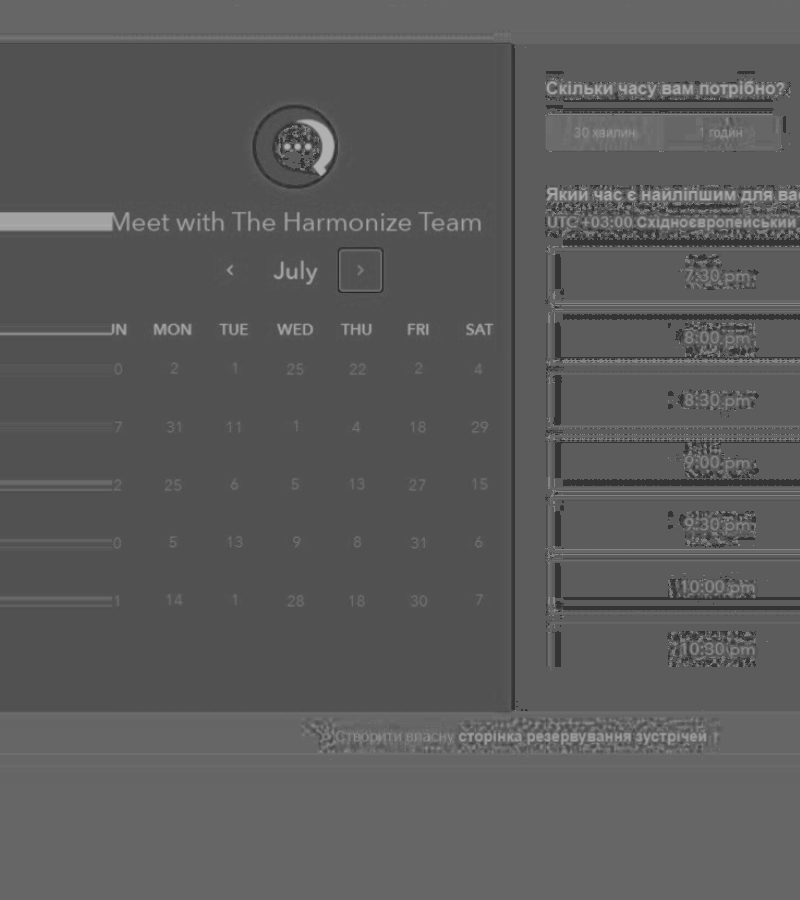 Meet with The Harmonize Team
July
UN MON TUE WED THU FRI SAT
0 2 1 25 22 2 4
7 31 11 1 4 18 29
2 25 6 5 13 27 15
0 5 13 9 8 31 6
1 14 1 28 18 30 7
Скільки часу вам потрібно?
30 хвилин 1 годин
Який час є найліпшим для вас
UTC +03:00 Східноєвропейський
7:30 pm
8:00 pm
8:30 pm
9:00 pm
9:30 pm
10:00 pm
10:30 pm
Створити власну сторінка резервування зустрічей